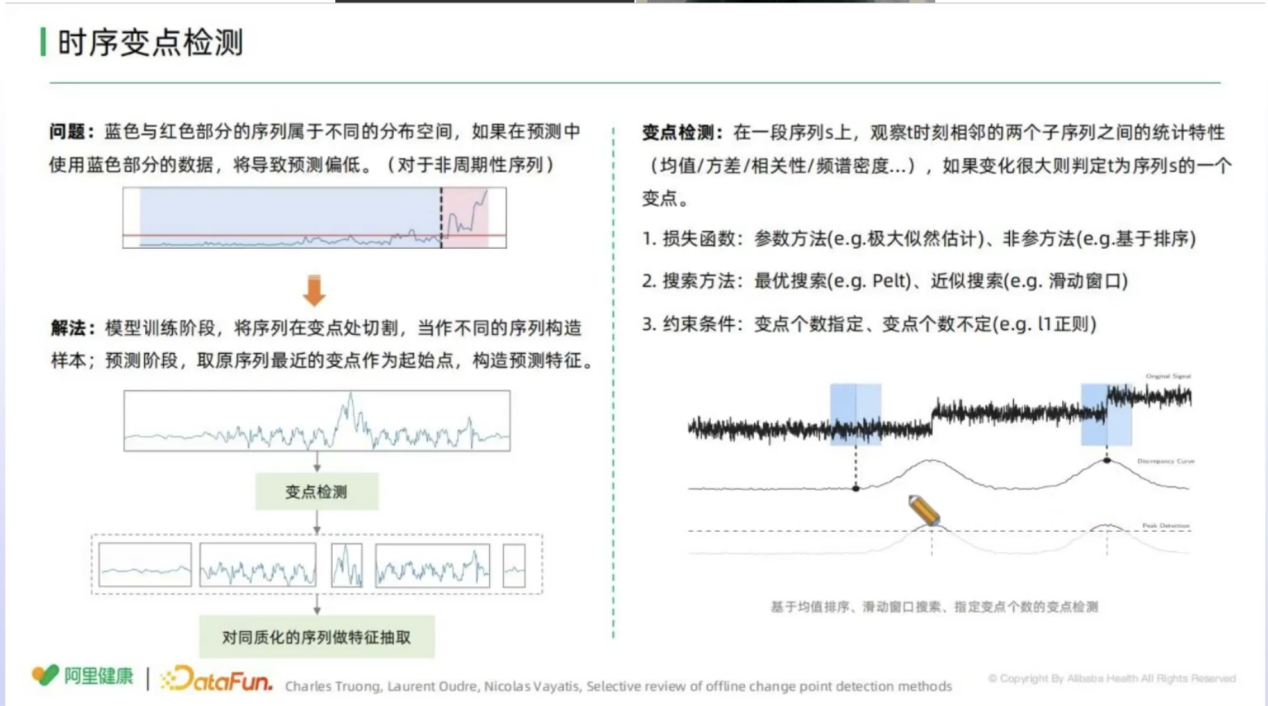 时序变点检测
问题：蓝色与红色部分的序列属于不同的分布空间，如果在预测中
使用蓝色部分的数据，将导致预测偏低。（对于非周期性序列）
解法：模型训练阶段，将序列在变点处切割，当作不同的序列构造
样本；预测阶段，取原序列最近的变点作为起始点，构造预测特征。
变点检测
对同质化的序列做特征抽取
变点检测：在一段序列s上，观察t时刻相邻的两个子序列之间的统计特性
（均值/方差/相关性/频谱密度...），如果变化很大则判定t为序列s的一个
变点。
1. 损失函数：参数方法(e.g.极大似然估计)、非参方法(e.g.基于排序)
2. 搜索方法：最优搜索(e.g. Pelt)、近似搜索(e.g. 滑动窗口)
3. 约束条件：变点个数指定、变点个数不定(e.g. l1正则)
Original Signal
Discrepancy Curve
Peak Detection
基于均值排序、滑动窗口搜索、指定变点个数的变点检测
阿里健康
DataFun.
Charles Truong, Laurent Oudre, Nicolas Vayatis, Selective review of offline change point detection methods
© Copyright By Alibaba Health All Rights Reserved